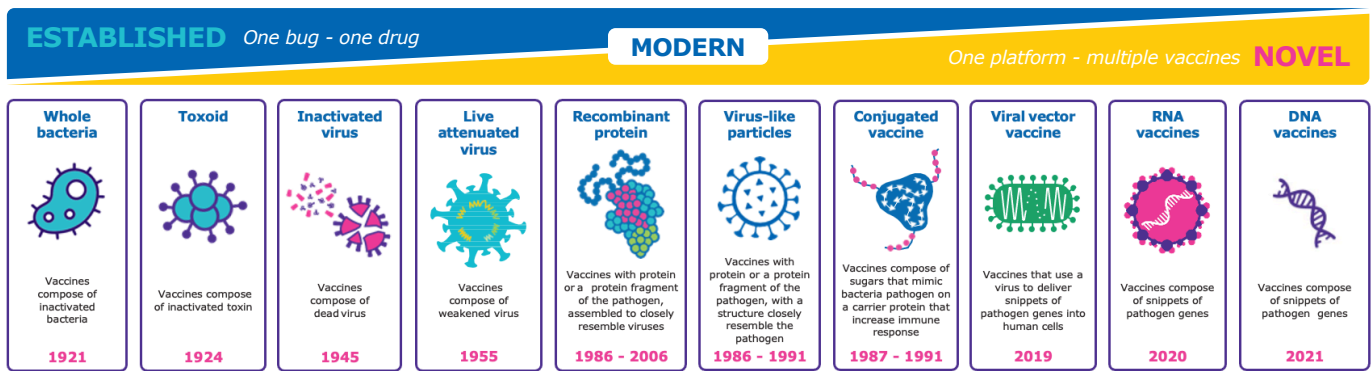 ESTABLISHED One bug - one drug
MODERN
One platform - multiple vaccines NOVEL
Whole
bacteria
Vaccines
compose of
inactivated
bacteria
1921
Toxoid
Vaccines compose
of inactivated toxin
1924
Inactivated
virus
Vaccines
compose of
dead virus
1945
Live
attenuated
virus
Vaccines
compose of
weakened virus
1955
Recombinant
protein
Vaccines with protein
or a protein fragment
of the pathogen,
assembled to closely
resemble viruses
1986 - 2006
Virus-like
particles
Vaccines with
protein or a protein
fragment of the
pathogen, with a
structure closely
resemble the
pathogen
1986 - 1991
Conjugated
vaccine
Vaccines compose of
sugars that mimic
bacteria pathogen on
a carrier protein that
increase immune
response
1987 - 1991
Viral vector
vaccine
Vaccines that use a
virus to deliver
snippets of
pathogen genes into
human cells
2019
RNA
vaccines
Vaccines compose
of snippets of
pathogen genes
2020
DNA
vaccines
Vaccines compose
of snippets of
pathogen genes
2021